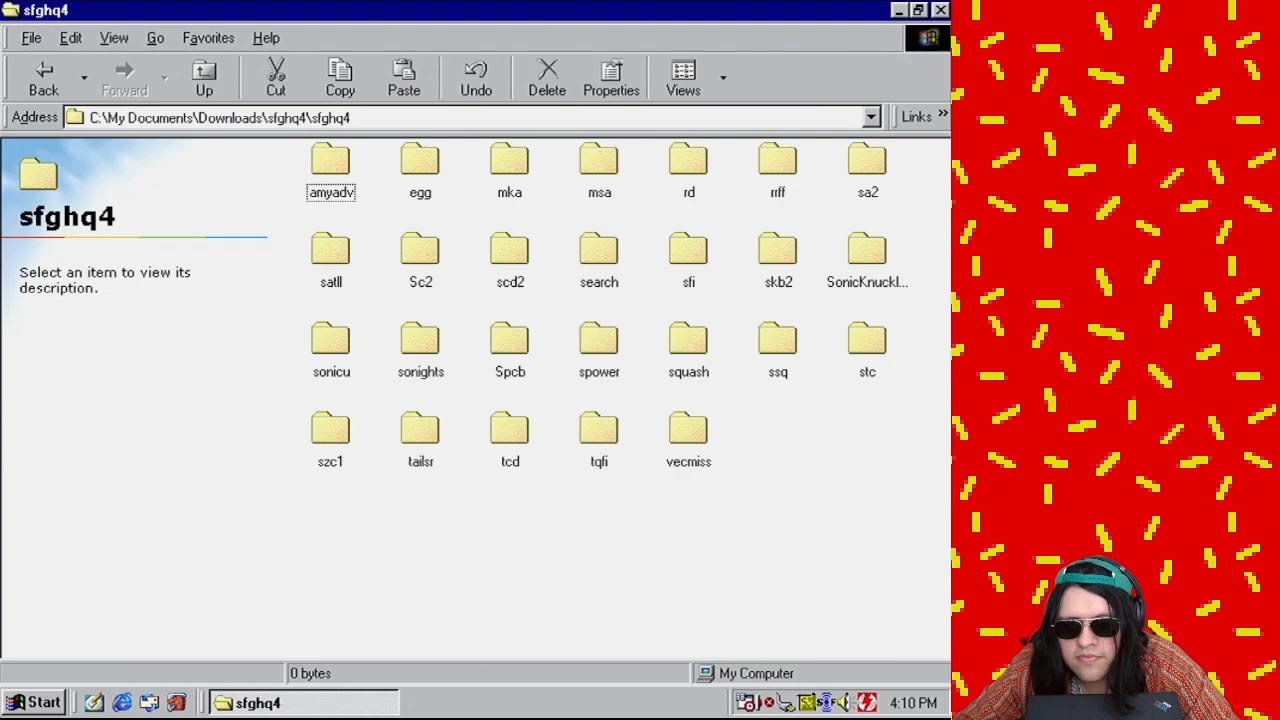 sfghq4
File Edit View Go Favorites Help
Back Forward Up Cut Copy Paste Undo Delete Properties Views
Address C:\My Documents\Downloads\sfghq4\sfghq4 Links »
sfghq4
Select an item to view its
description.
amyadv egg mka msa rd rrff sa2
satll Sc2 scd2 search sfi skb2 SonicKnuckl...
sonicu sonights Spcb spower squash ssq stc
szc1 tailsr tcd tqfi vecmiss
0 bytes My Computer
Start sfghq4 4:10 PM